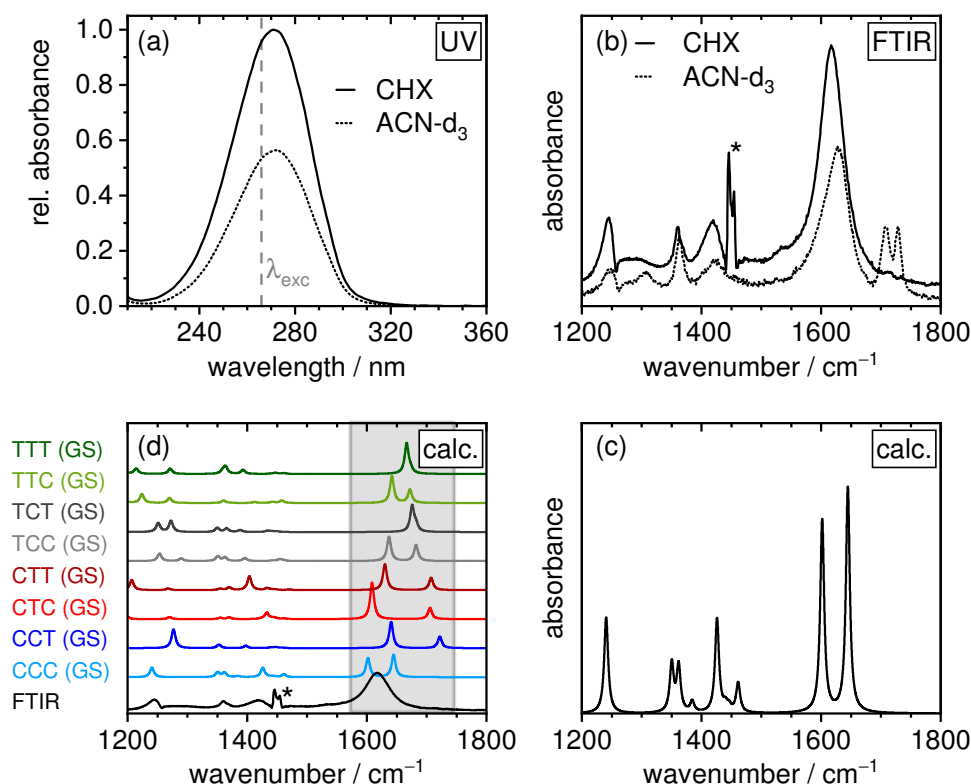 (a) UV
CHX
ACN-d₃
λexc
rel. absorbance
1.0
0.8
0.6
0.4
0.2
0.0
240 280 320 360
wavelength / nm
(b) FTIR
CHX
ACN-d₃
*
absorbance
1200 1400 1600 1800
wavenumber / cm⁻¹
(d) calc.
TTT (GS)
TTC (GS)
TCT (GS)
TCC (GS)
CTT (GS)
CTC (GS)
CCT (GS)
CCC (GS)
FTIR
*
1200 1400 1600 1800
wavenumber / cm⁻¹
(c) calc.
absorbance
1200 1400 1600 1800
wavenumber / cm⁻¹